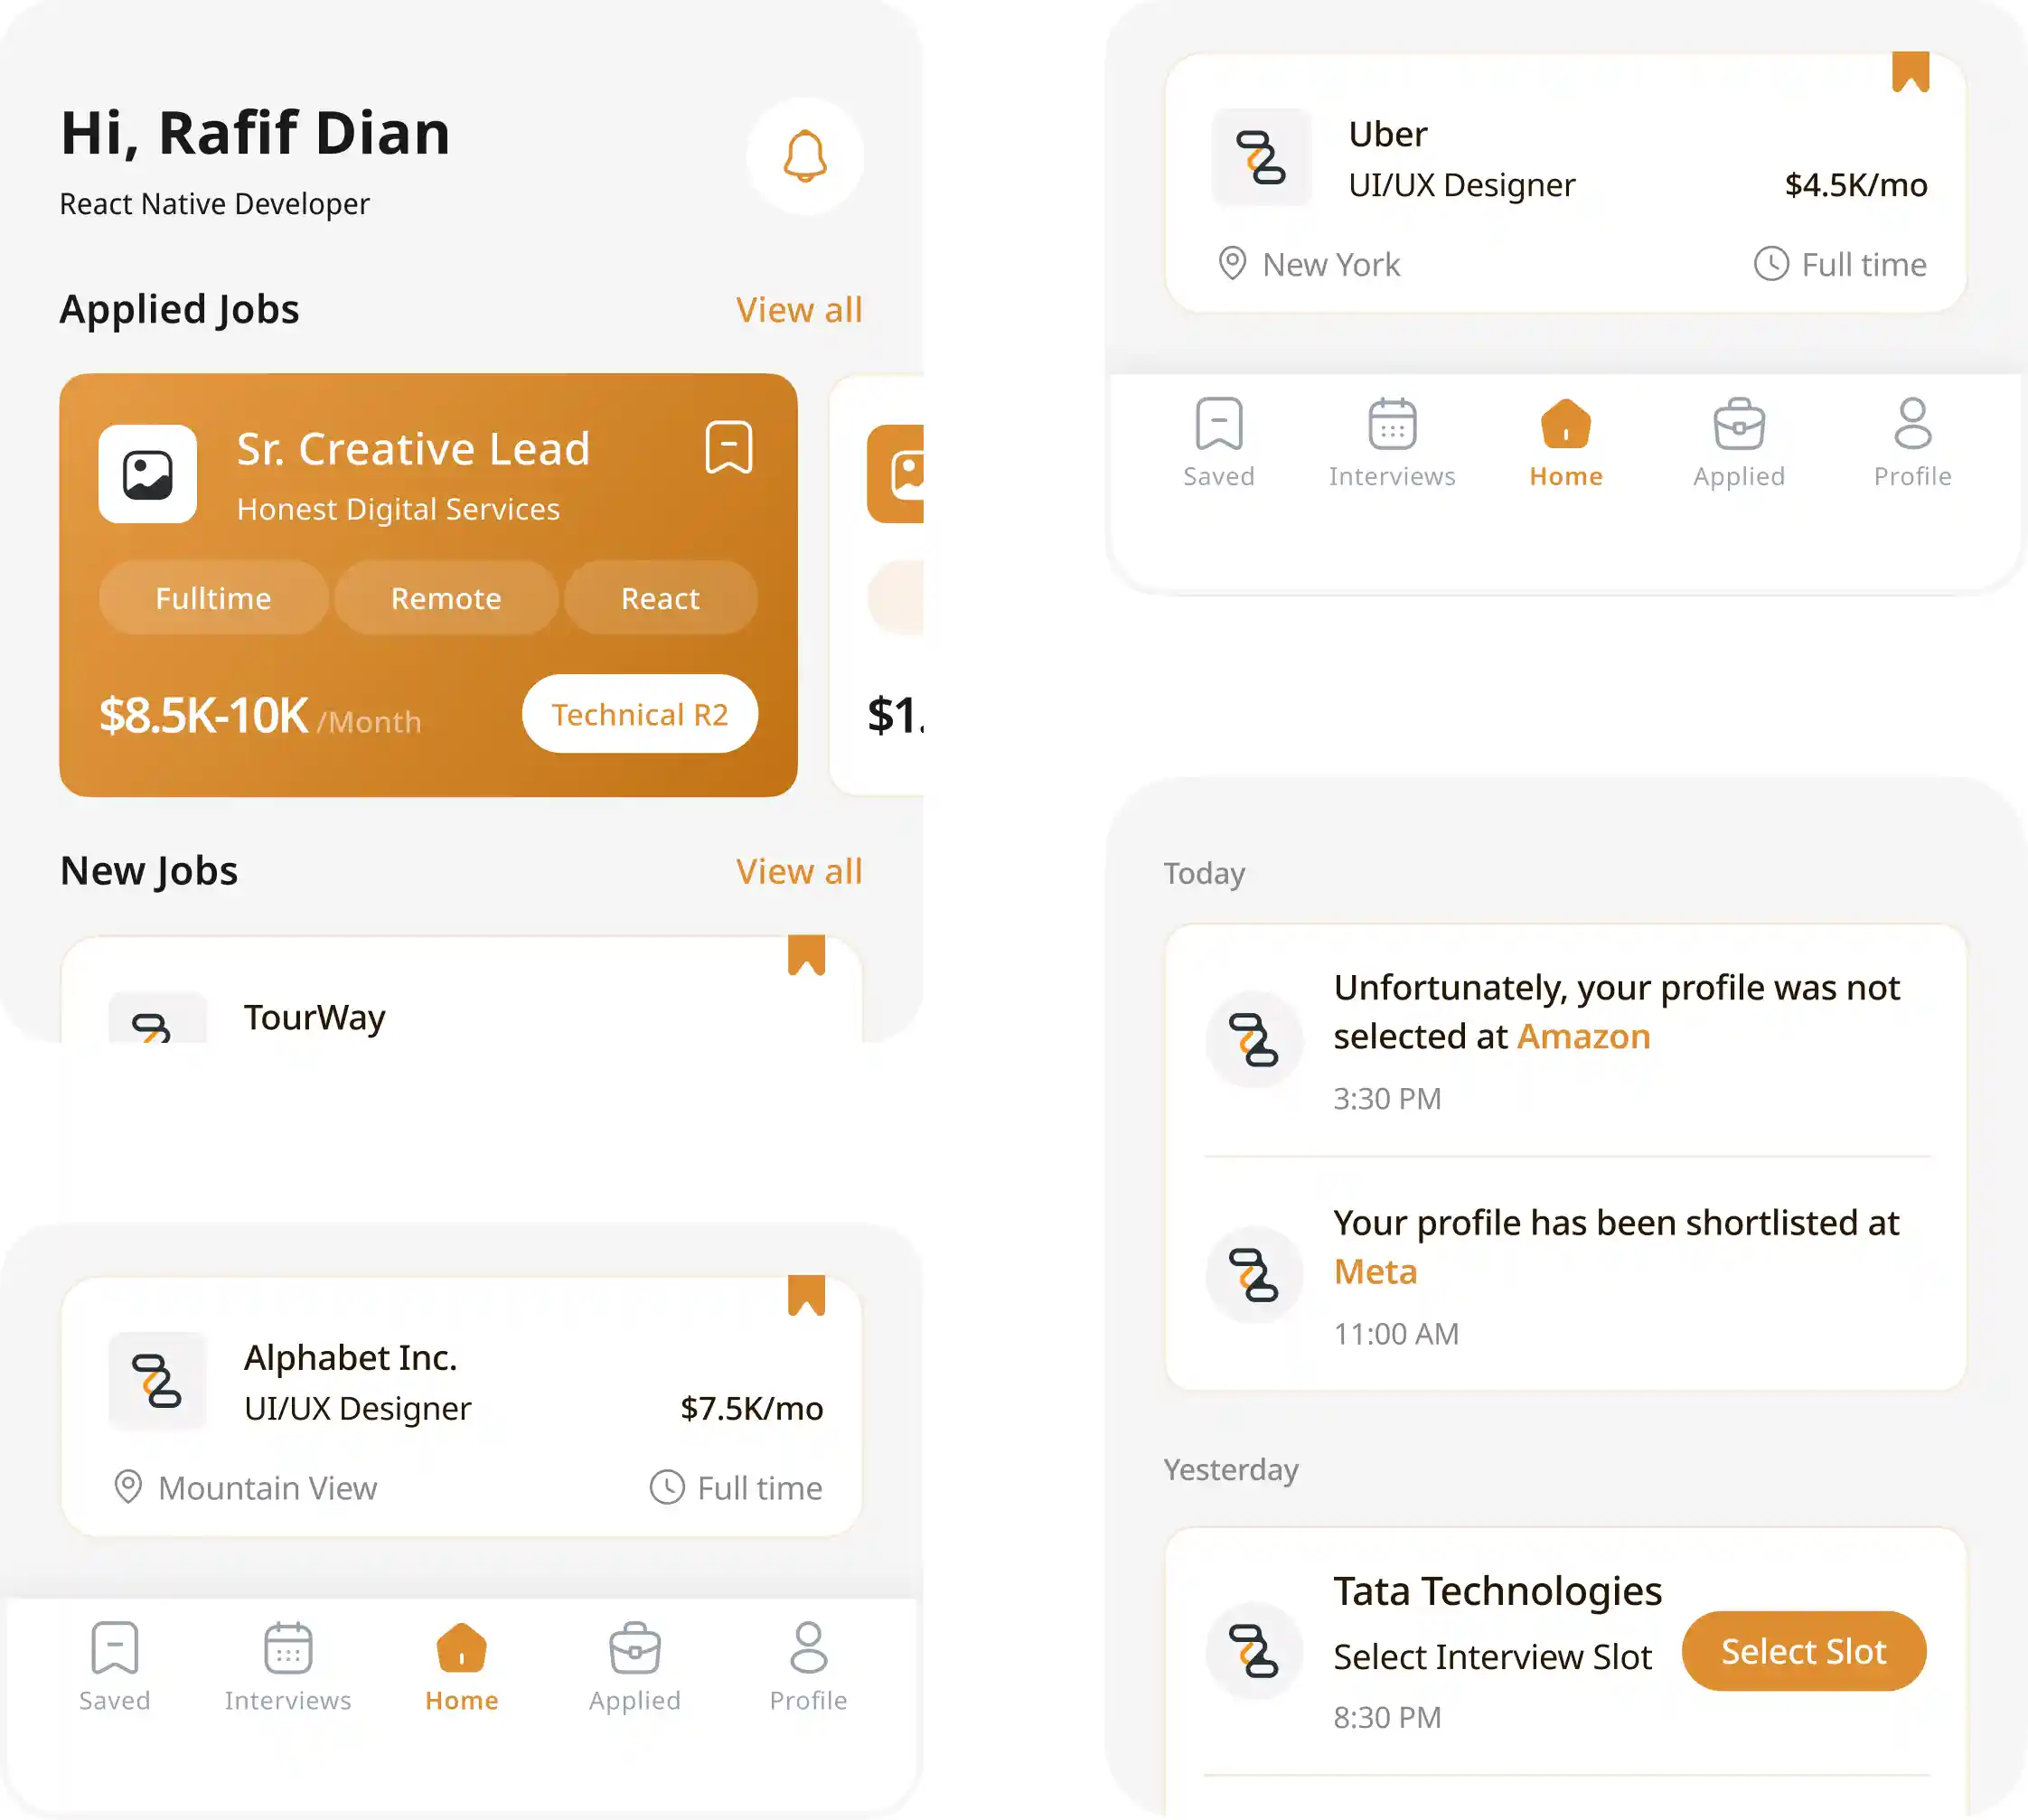 Hi, Rafif Dian
React Native Developer
Applied Jobs
View all
Sr. Creative Lead
Honest Digital Services
Fulltime
Remote
React
$8.5K-10K /Month
Technical R2
$1.
New Jobs
View all
TourWay
Alphabet Inc.
UI/UX Designer
$7.5K/mo
Mountain View
Full time
Saved
Interviews
Home
Applied
Profile
Uber
UI/UX Designer
$4.5K/mo
New York
Full time
Saved
Interviews
Home
Applied
Profile
Today
Unfortunately, your profile was not
selected at Amazon
3:30 PM
Your profile has been shortlisted at
Meta
11:00 AM
Yesterday
Tata Technologies
Select Interview Slot
Select Slot
8:30 PM